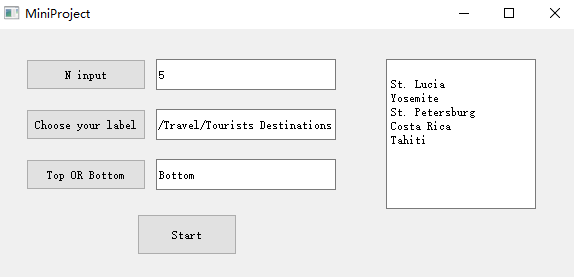 MiniProject
N input
5
Choose your label
/Travel/Tourists Destinations
Top OR Bottom
Bottom
Start
St. Lucia
Yosemite
St. Petersburg
Costa Rica
Tahiti